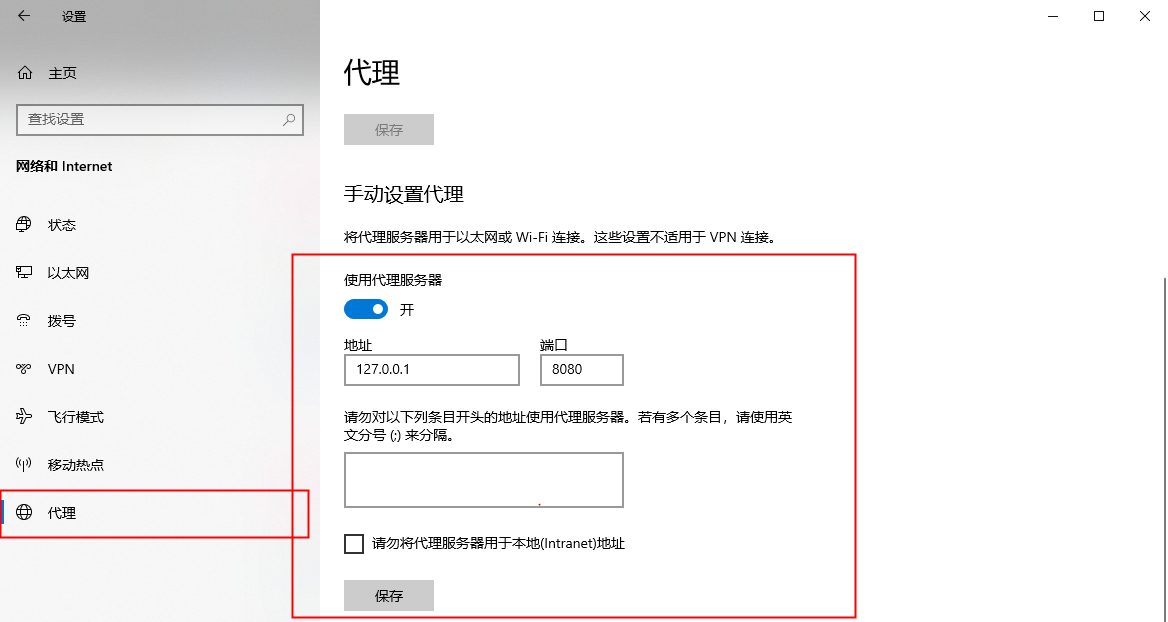 设置
主页
查找设置
网络和 Internet
状态
以太网
拨号
VPN
飞行模式
移动热点
代理
代理
保存
手动设置代理
将代理服务器用于以太网或 Wi-Fi 连接。这些设置不适用于 VPN 连接。
使用代理服务器
开
地址
端口
127.0.0.1
8080
请勿对以下列条目开头的地址使用代理服务器。若有多个条目，请使用英
文分号 (;) 来分隔。
请勿将代理服务器用于本地(Intranet)地址
保存